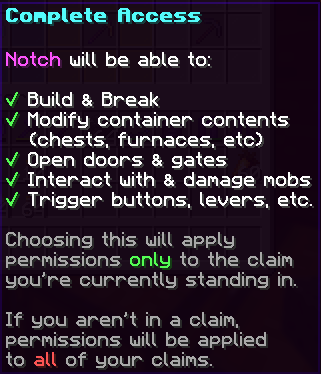 Complete Access
Notch will be able to:
✓ Build & Break
✓ Modify container contents
(chests, furnaces, etc)
✓ Open doors & gates
✓ Interact with & damage mobs
✓ Trigger buttons, levers, etc.
Choosing this will apply
permissions only to the claim
you're currently standing in.
If you aren't in a claim,
permissions will be applied
to all of your claims.